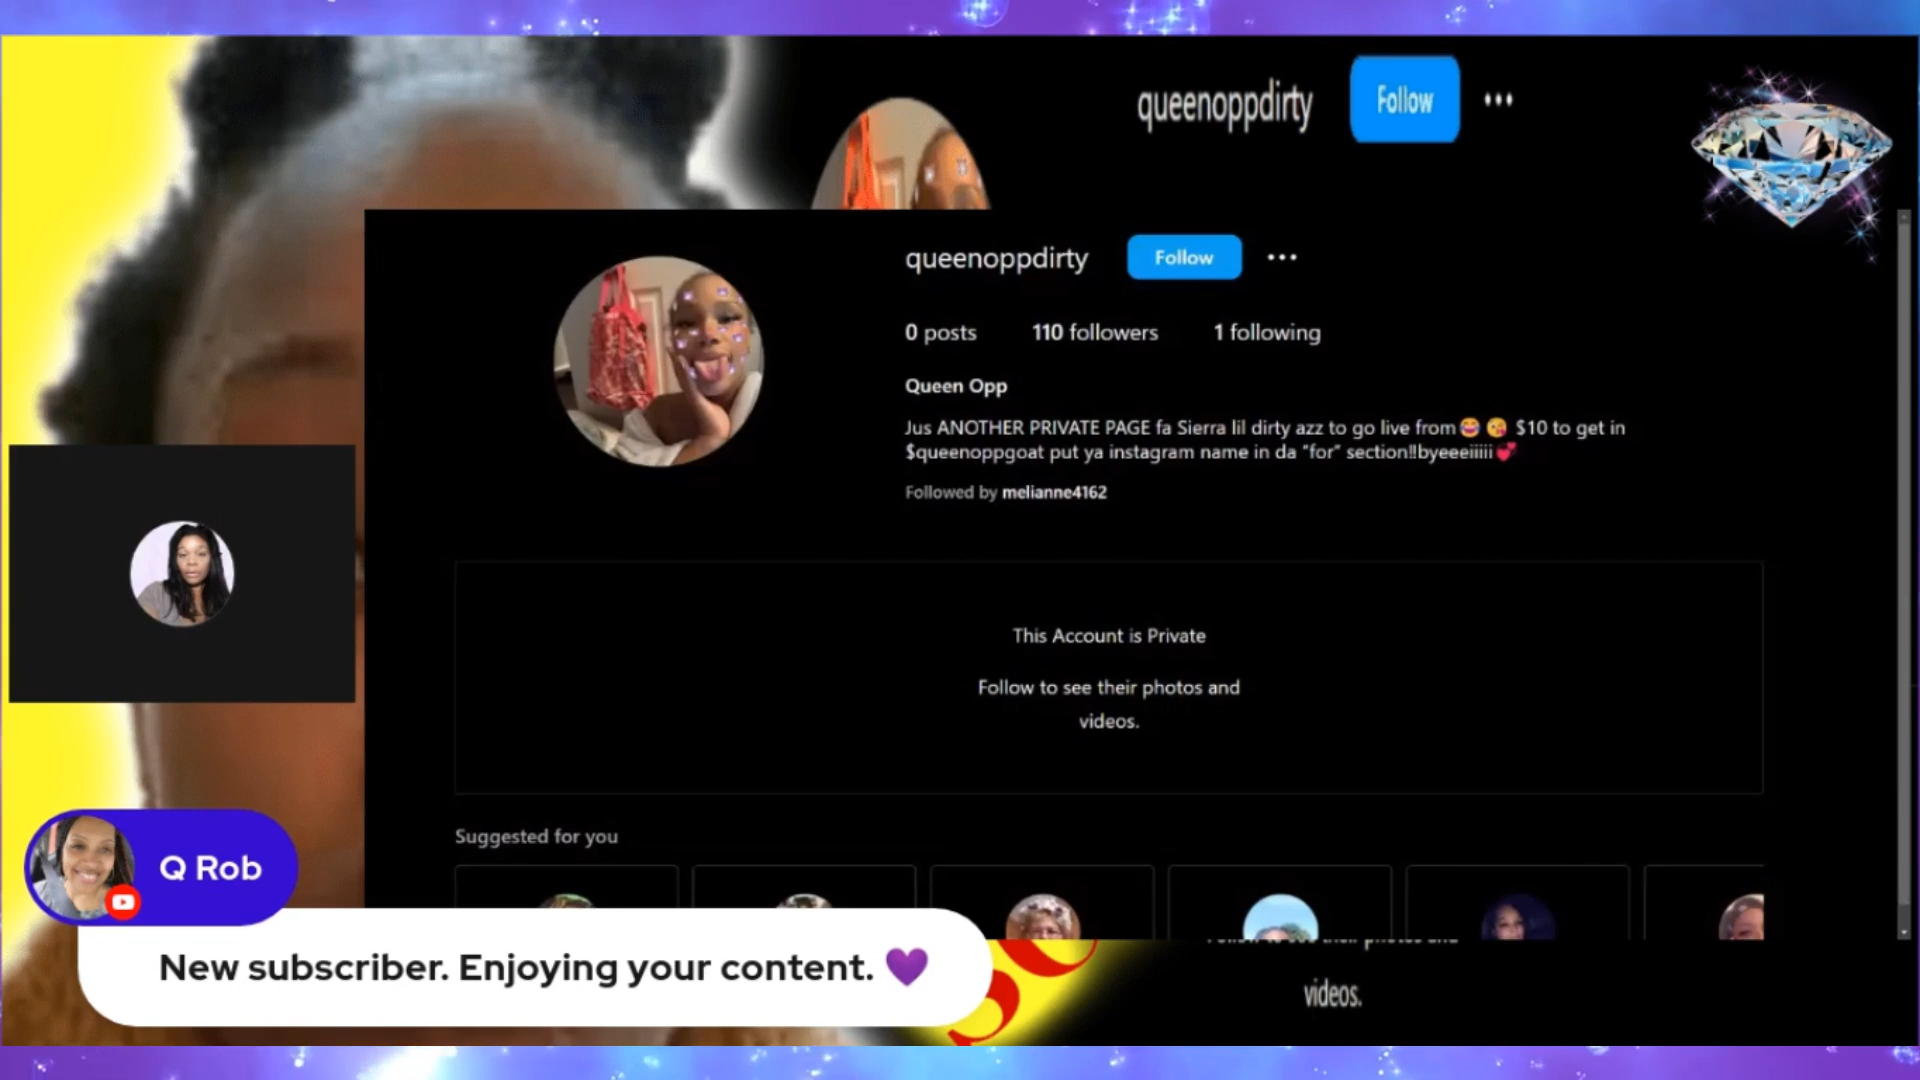 queenoppdirty Follow
queenoppdirty Follow
0 posts 110 followers 1 following
Queen Opp
Jus ANOTHER PRIVATE PAGE fa Sierra lil dirty azz to go live from😄 😘 $10 to get in
$queenoppgoat put ya instagram name in da "for" section!!byeeeiiiii💕
Followed by melianne4162
This Account is Private
Follow to see their photos and
videos.
Suggested for you
Q Rob
New subscriber. Enjoying your content. 💜
videos.